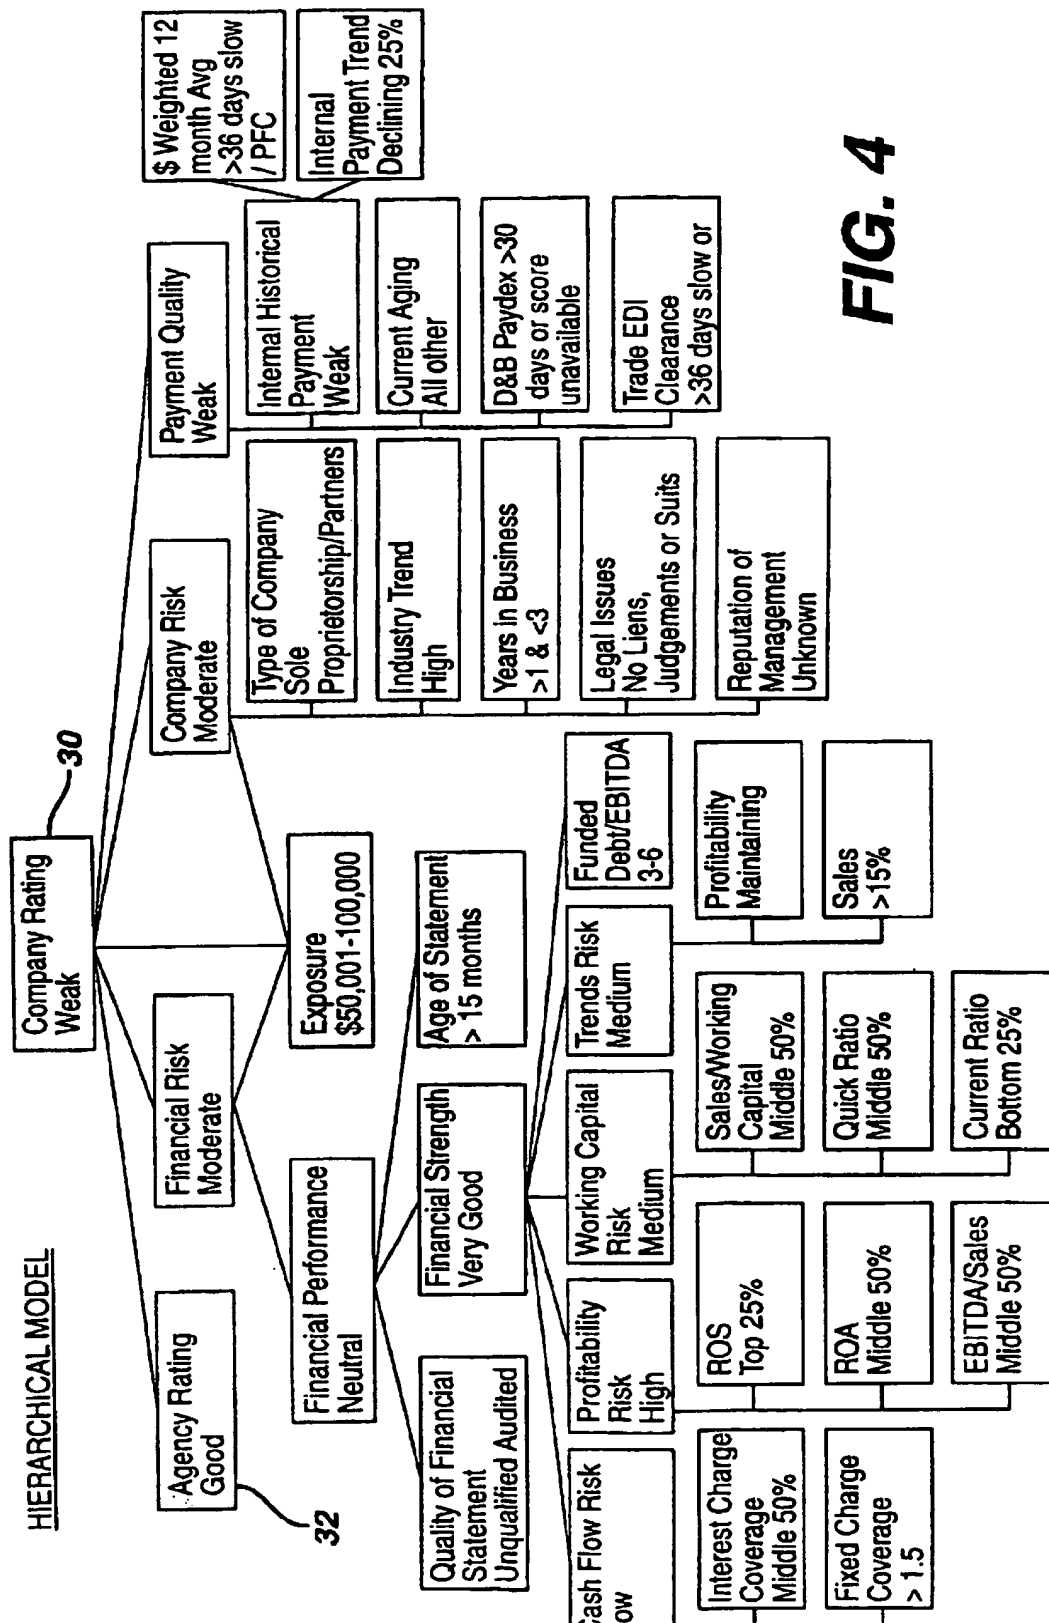 HIERARCHICAL MODEL
Company Rating
Weak
30
Agency Rating
Good
32
Financial Risk
Moderate
Company Risk
Moderate
Payment Quality
Weak
$ Weighted 12
month Avg
>36 days slow
/ PFC
Internal
Payment Trend
Declining 25%
Financial Performance
Neutral
Exposure
$50,001-100,000
Type of Company
Sole
Proprietorship/Partners
Industry Trend
High
Years in Business
>1 & <3
Legal Issues
No Liens,
Judgements or Suits
Reputation of
Management
Unknown
Internal Historical
Payment
Weak
Current Aging
All other
D&B Paydex >30
days or score
unavailable
Trade EDI
Clearance
>36 days slow or
Quality of Financial
Statement
Unqualified Audited
Financial Strength
Very Good
Age of Statement
> 15 months
Cash Flow Risk
Profitability
Risk
High
Working Capital
Risk
Medium
Trends Risk
Medium
Funded
Debt/EBITDA
3-6
Interest Charge
Coverage
Middle 50%
Fixed Charge
Coverage
> 1.5
ROS
Top 25%
ROA
Middle 50%
EBITDA/Sales
Middle 50%
Sales/Working
Capital
Middle 50%
Quick Ratio
Middle 50%
Current Ratio
Bottom 25%
Profitability
Maintaining
Sales
>15%
FIG. 4